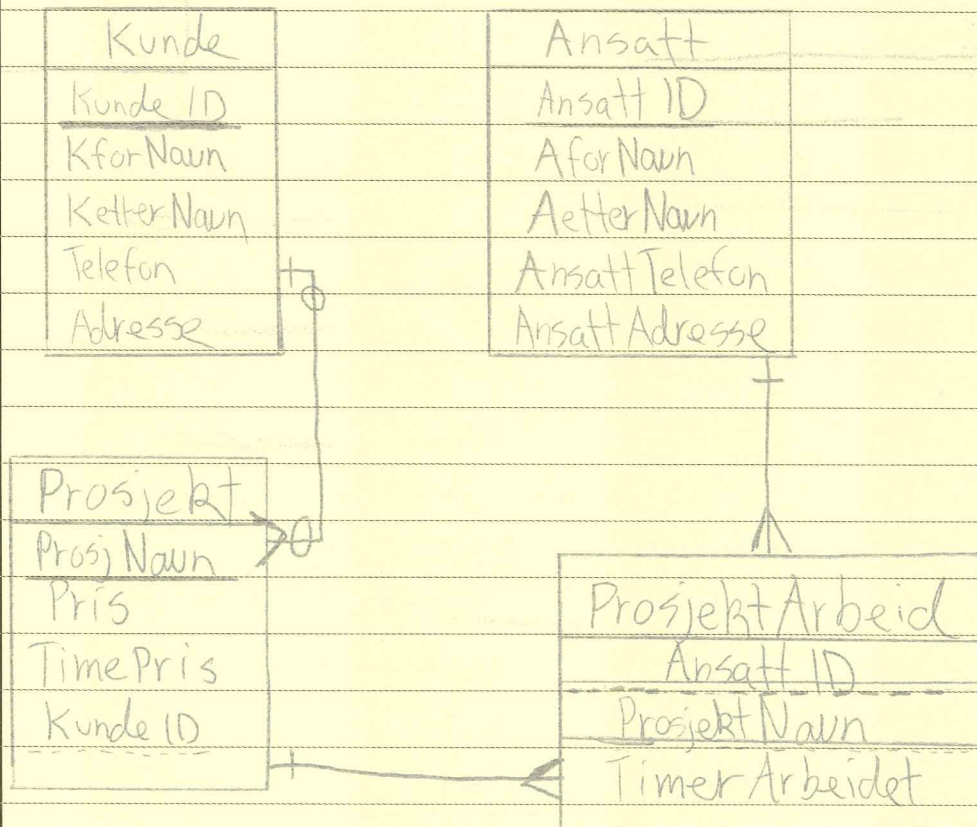 Kunde
Kunde ID
KforNavn
KetterNavn
Telefon
Adresse
Ansatt
Ansatt ID
AforNavn
AetterNavn
AnsattTelefon
AnsattAdresse
Prosjekt
ProsjNavn
Pris
TimePris
Kunde ID
ProsjektArbeid
Ansatt ID
ProsjektNavn
TimerArbeidet